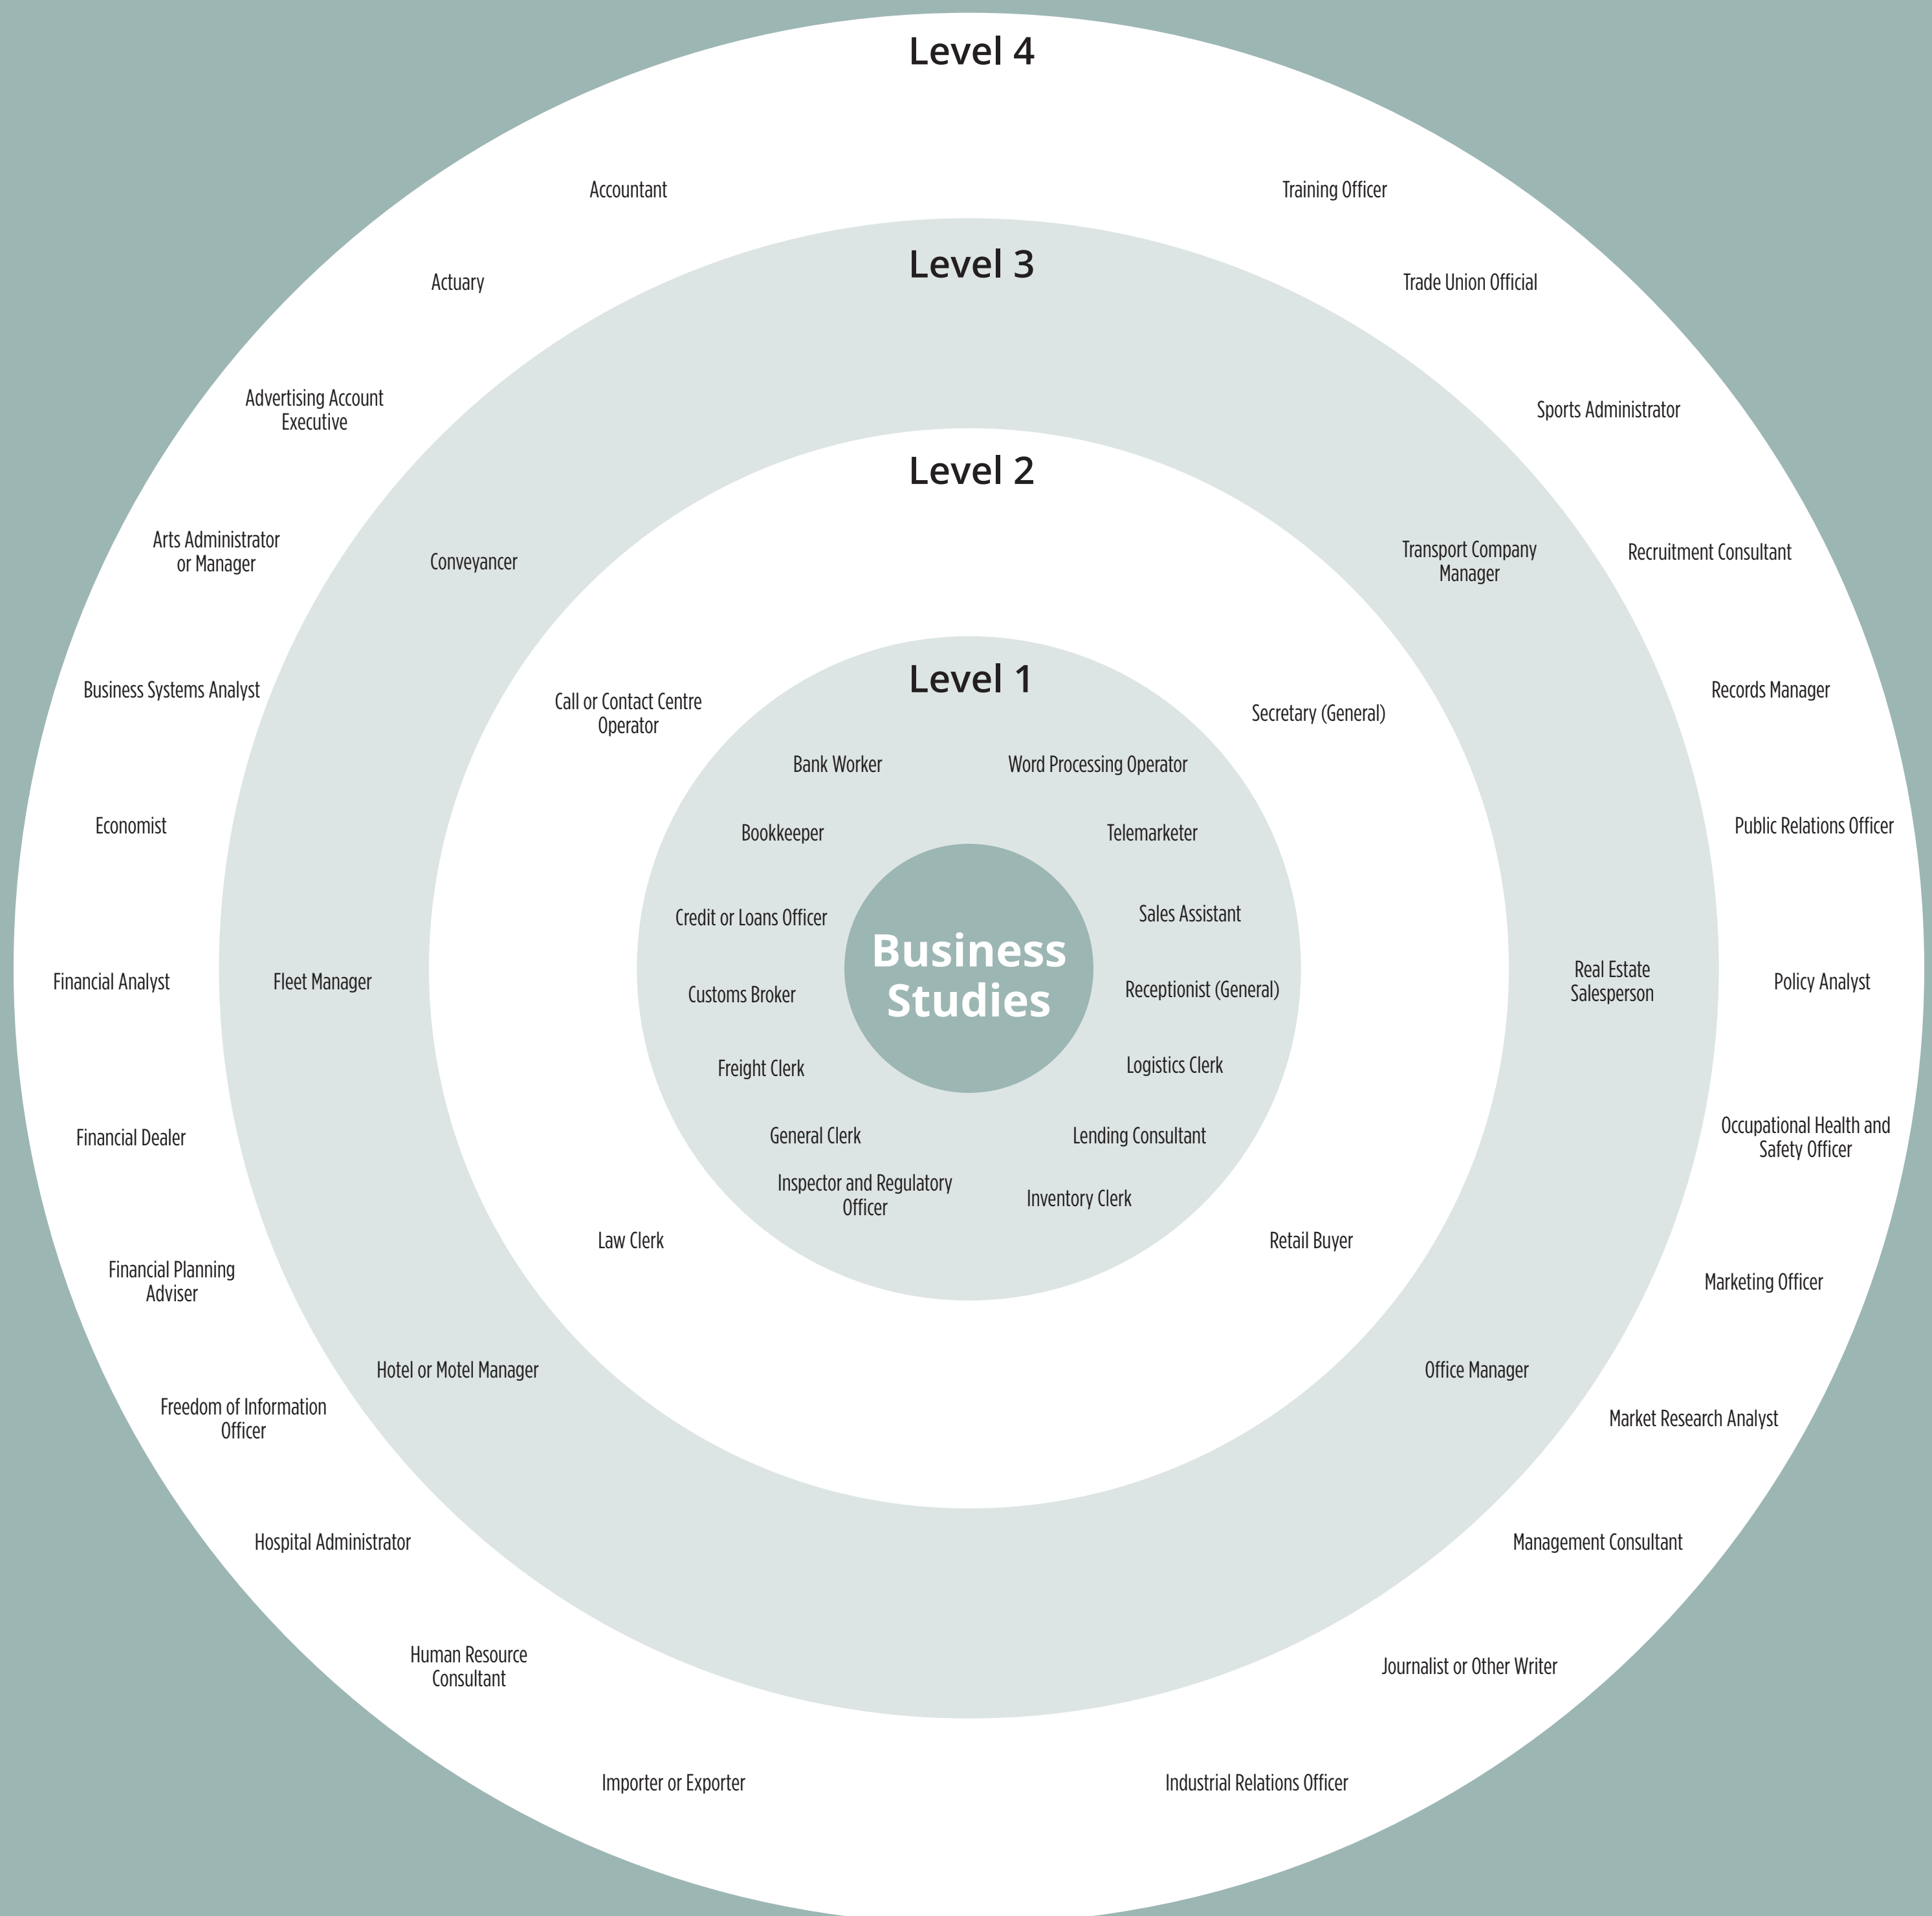 Level 4
Accountant
Training Officer
Level 3
Actuary
Trade Union Official
Advertising Account
Executive
Sports Administrator
Level 2
Arts Administrator
or Manager
Conveyancer
Transport Company
Manager
Recruitment Consultant
Level 1
Business Systems Analyst
Call or Contact Centre
Operator
Secretary (General)
Records Manager
Bank Worker
Word Processing Operator
Economist
Bookkeeper
Telemarketer
Public Relations Officer
Credit or Loans Officer
Sales Assistant
Business
Studies
Financial Analyst
Fleet Manager
Customs Broker
Receptionist (General)
Real Estate
Salesperson
Policy Analyst
Freight Clerk
Logistics Clerk
Financial Dealer
General Clerk
Lending Consultant
Occupational Health and
Safety Officer
Inspector and Regulatory
Officer
Inventory Clerk
Law Clerk
Retail Buyer
Financial Planning
Adviser
Marketing Officer
Hotel or Motel Manager
Office Manager
Freedom of Information
Officer
Market Research Analyst
Hospital Administrator
Management Consultant
Human Resource
Consultant
Journalist or Other Writer
Importer or Exporter
Industrial Relations Officer